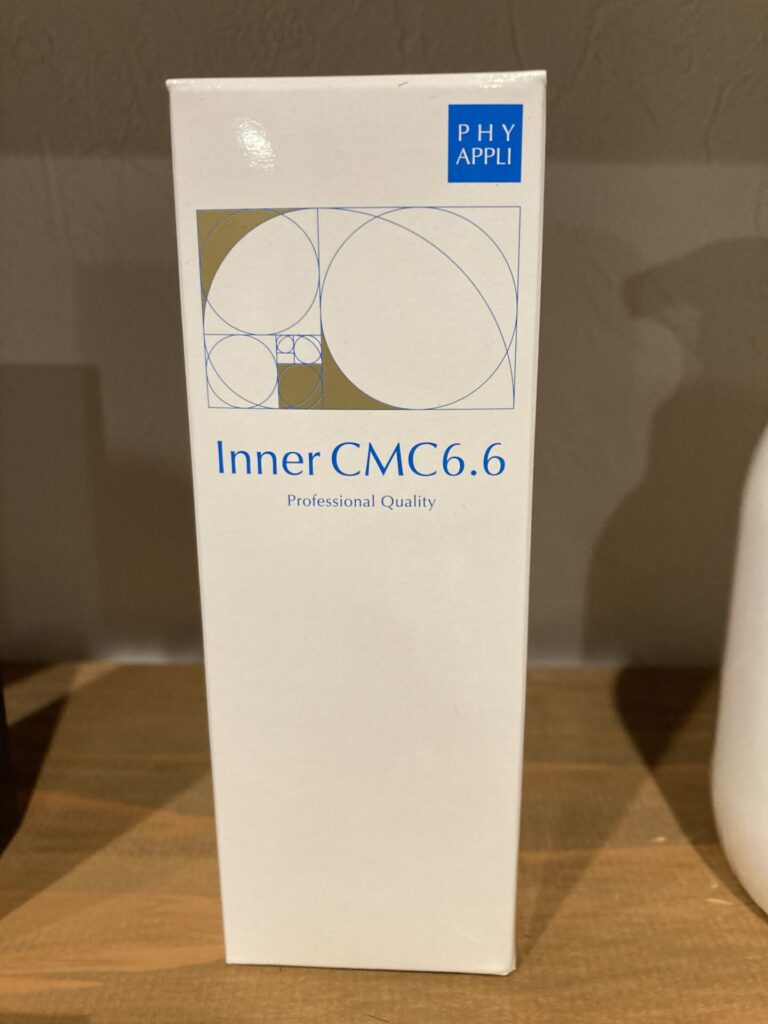 PHY
APPLI
Inner CMC6.6
Professional Quality